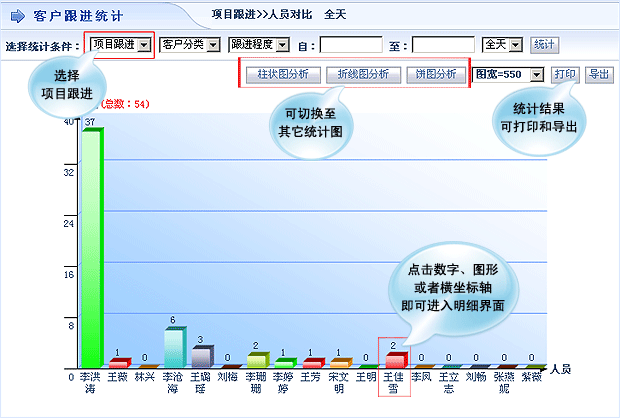 客户跟进统计
项目跟进>>人员对比 全天
选择统计条件： 项目跟进 客户分类 跟进程度 自： 至： 全天 统计
柱状图分析 折线图分析 饼图分析 图宽=550 打印 导出
选择
项目跟进
可切换至
其它统计图
统计结果
可打印和导出
(总数：54)
40
32
24
16
8
0
37 1 0 6 3 0 2 1 1 1 0 2 0 0 0 0 0
点击数字、图形
或者横坐标轴
即可进入明细界面
李洪涛 王薇 林兴 李沧海 王璐瑶 刘梅 李珊珊 李婷婷 王芳 宋文明 王明 王佳雪 李凤 王立志 刘畅 张燕妮 紫薇
人员